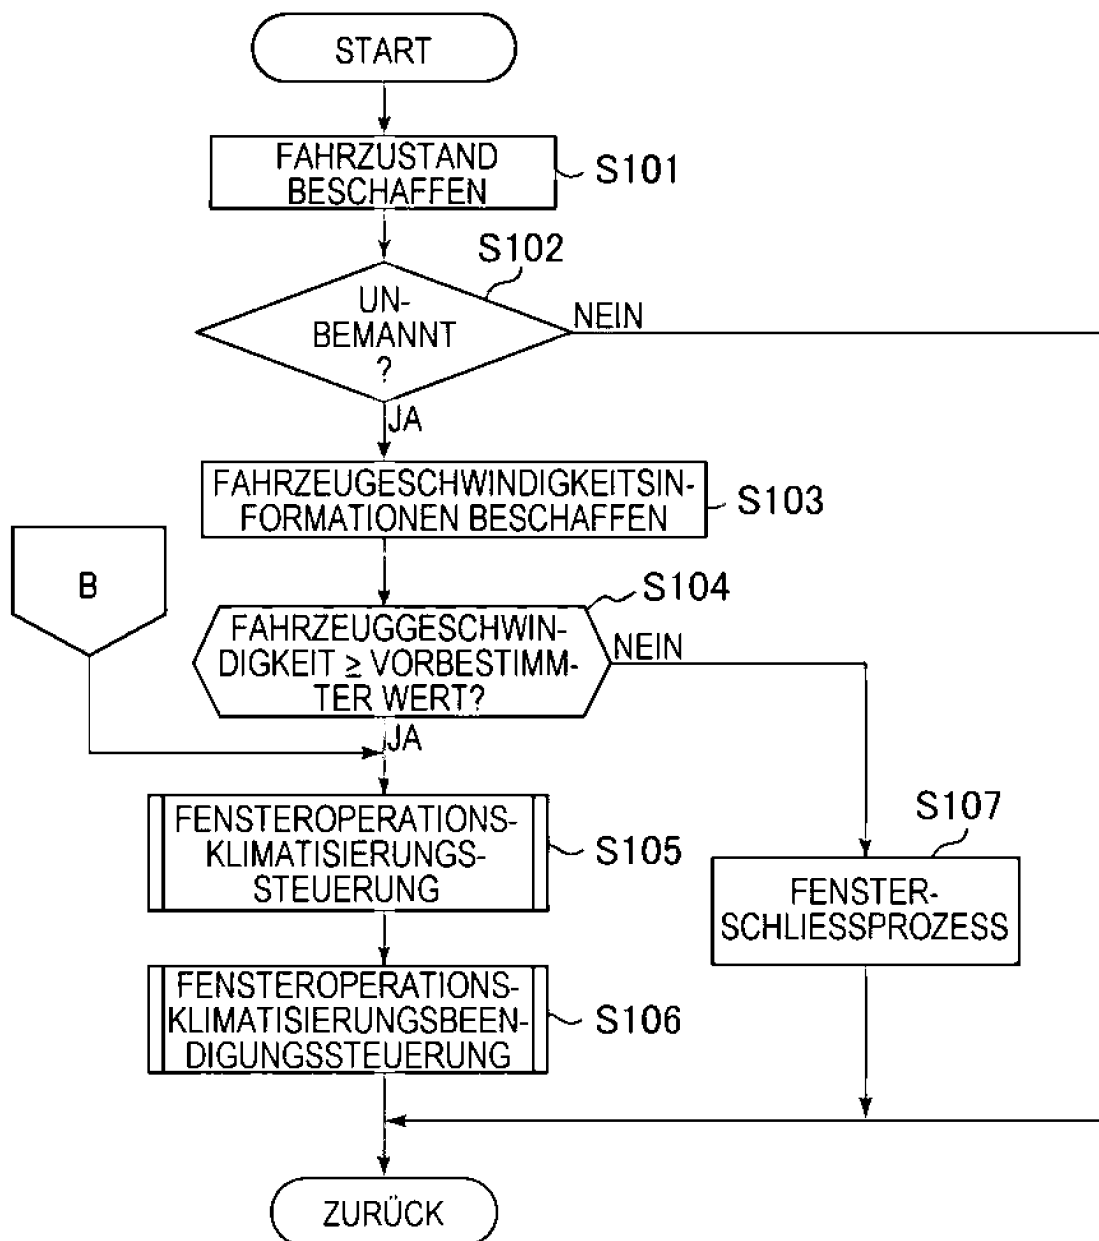 START
FAHRZUSTAND
BESCHAFFEN
S101
S102
UN-
BEMANNT
?
NEIN
JA
FAHRZEUGESCHWINDIGKEITSIN-
FORMATIONEN BESCHAFFEN
S103
B
S104
FAHRZEUGGESCHWIN-
DIGKEIT ≥ VORBESTIMM-
TER WERT?
NEIN
JA
FENSTEROPERATIONS-
KLIMATISIERUNGS-
STEUERUNG
S105
S107
FENSTER-
SCHLIESSPROZESS
FENSTEROPERATIONS-
KLIMATISIERUNGSBEEN-
DIGUNGSSTEUERUNG
S106
ZURÜCK